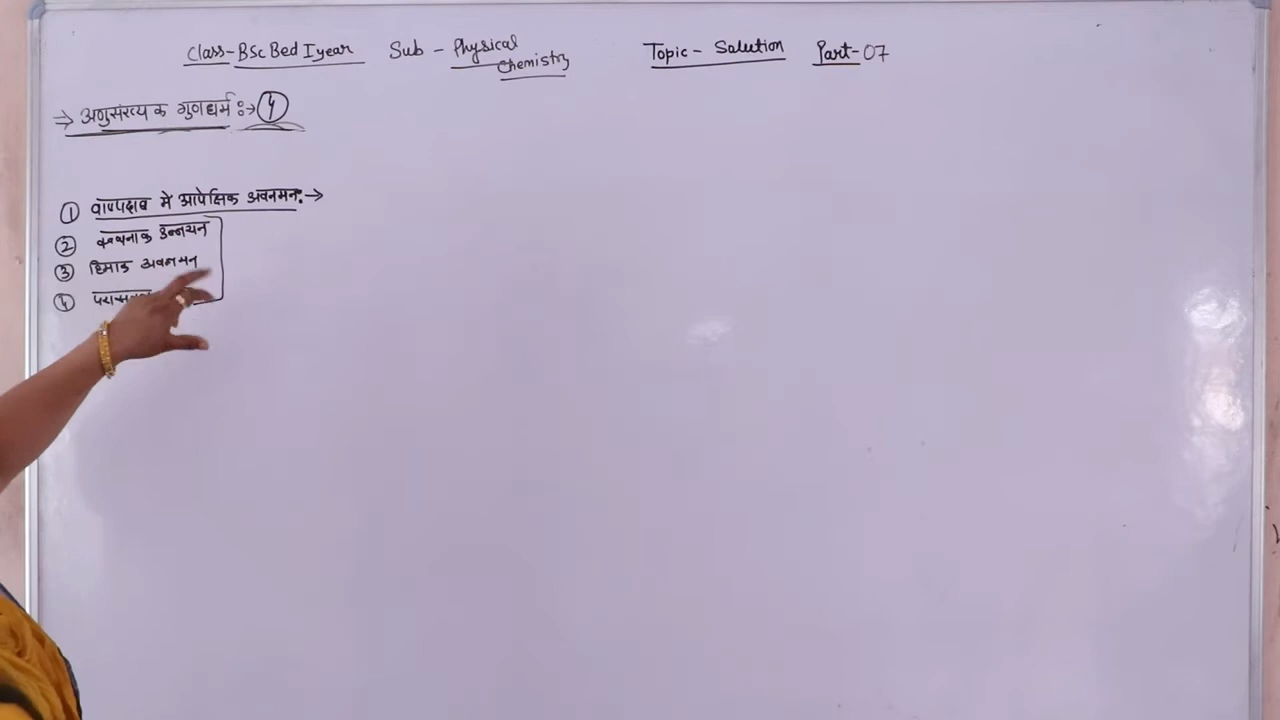 Class-BSc Bed I year Sub - Physical Chemistry Topic - Solution Part-07
⇒ अणुसंख्यक गुणधर्म :→ ④
① वाष्पदाब में आपेक्षिक अवनमन :→
② क्वथनांक उन्नयन
③ हिमांक अवनमन
④